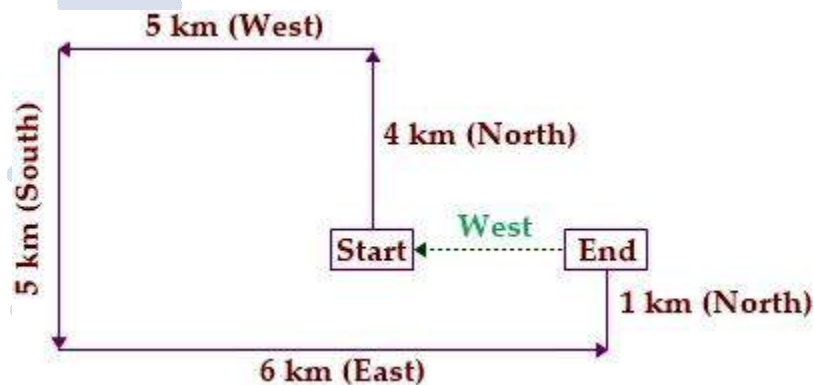 5 km (West)
4 km (North)
5 km (South)
West
Start
End
1 km (North)
6 km (East)